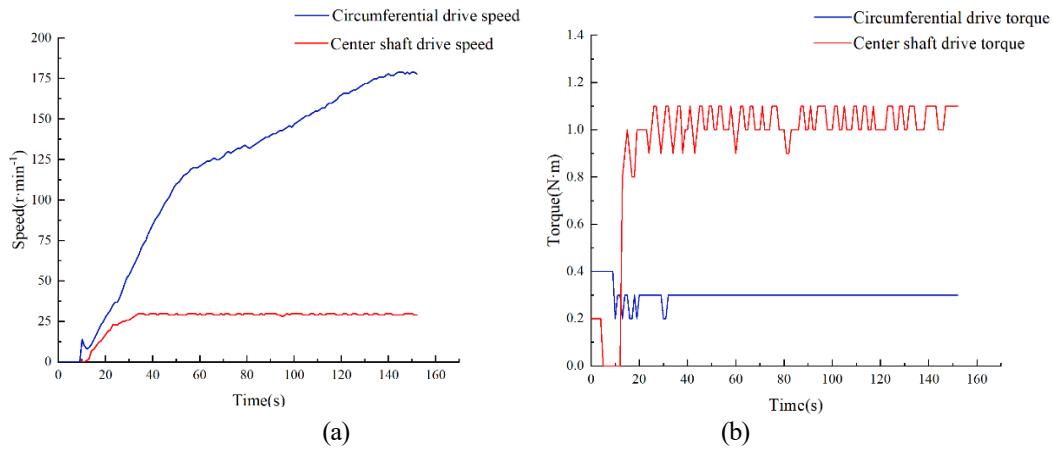 Circumferential drive speed
Center shaft drive speed
200
175
150
125
100
75
50
25
0
Speed(r·min⁻¹)
0 20 40 60 80 100 120 140 160
Time(s)
(a)
Circumferential drive torque
Center shaft drive torque
1.4
1.2
1.0
0.8
0.6
0.4
0.2
0.0
Torque(N·m)
0 20 40 60 80 100 120 140 160
Time(s)
(b)